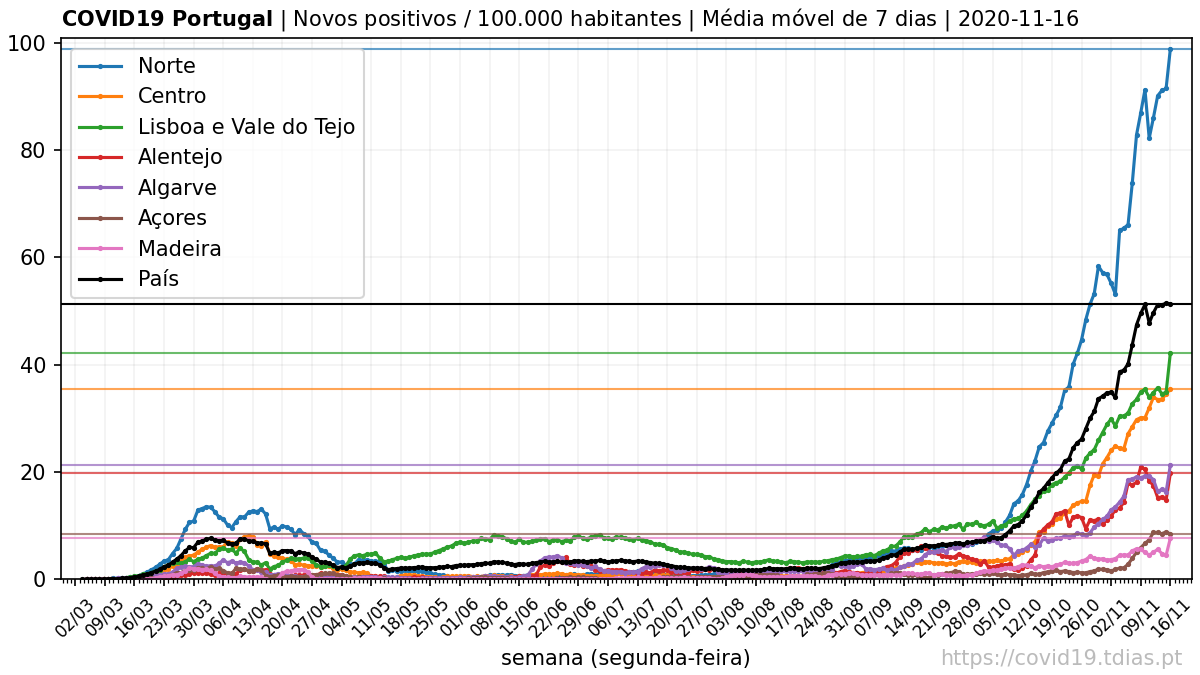 COVID19 Portugal | Novos positivos / 100.000 habitantes | Média móvel de 7 dias | 2020-11-16
100
80
60
40
20
0
Norte
Centro
Lisboa e Vale do Tejo
Alentejo
Algarve
Açores
Madeira
País
02/03 09/03 16/03 23/03 30/03 06/04 13/04 20/04 27/04 04/05 11/05 18/05 25/05 01/06 08/06 15/06 22/06 29/06 06/07 13/07 20/07 27/07 03/08 10/08 17/08 24/08 31/08 07/09 14/09 21/09 28/09 05/10 12/10 19/10 26/10 02/11 09/11 16/11
semana (segunda-feira)
https://covid19.tdias.pt